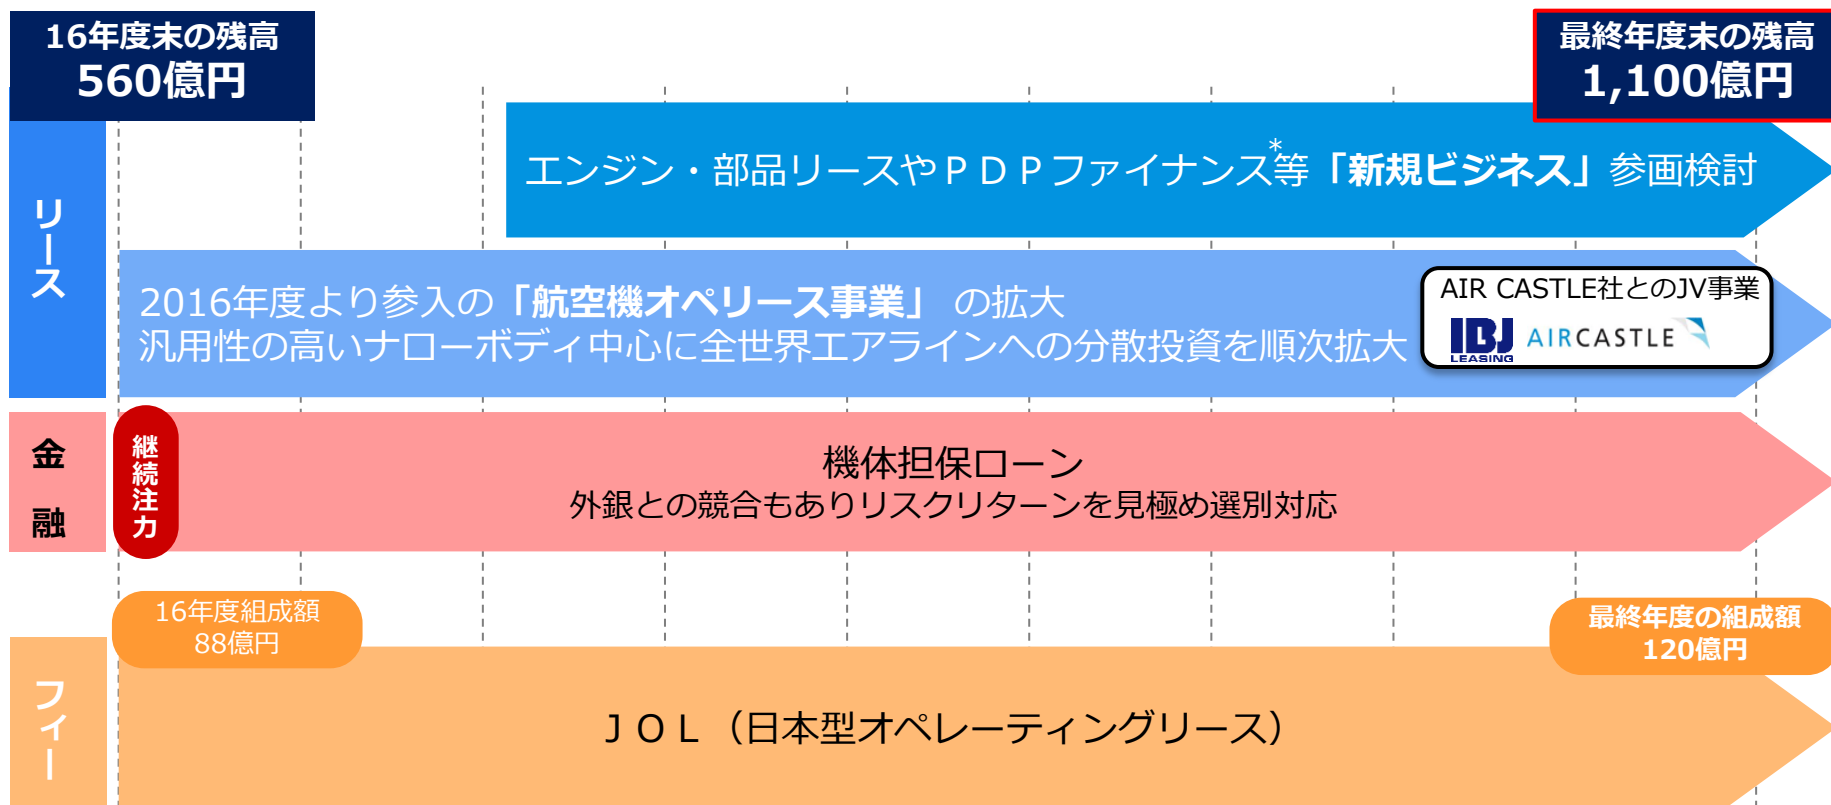 16年度末の残高
560億円
最終年度末の残高
1,100億円
リース
エンジン・部品リースやＰＤＰファイナンス*等「新規ビジネス」参画検討
2016年度より参入の「航空機オペリース事業」 の拡大
汎用性の高いナローボディ中心に全世界エアラインへの分散投資を順次拡大
AIR CASTLE社とのJV事業
IBJ
LEASING
AIRCASTLE
金融
継続注力
機体担保ローン
外銀との競合もありリスクリターンを見極め選別対応
16年度組成額
88億円
最終年度の組成額
120億円
フィー
ＪＯＬ（日本型オペレーティングリース）